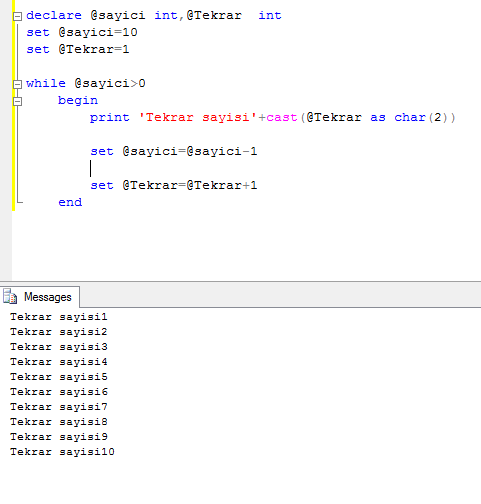 declare @sayici int,@Tekrar  int
set @sayici=10
set @Tekrar=1
while @sayici>0
begin
print 'Tekrar sayisi'+cast(@Tekrar as char(2))
set @sayici=@sayici-1
set @Tekrar=@Tekrar+1
end
Messages
Tekrar sayisi1
Tekrar sayisi2
Tekrar sayisi3
Tekrar sayisi4
Tekrar sayisi5
Tekrar sayisi6
Tekrar sayisi7
Tekrar sayisi8
Tekrar sayisi9
Tekrar sayisi10